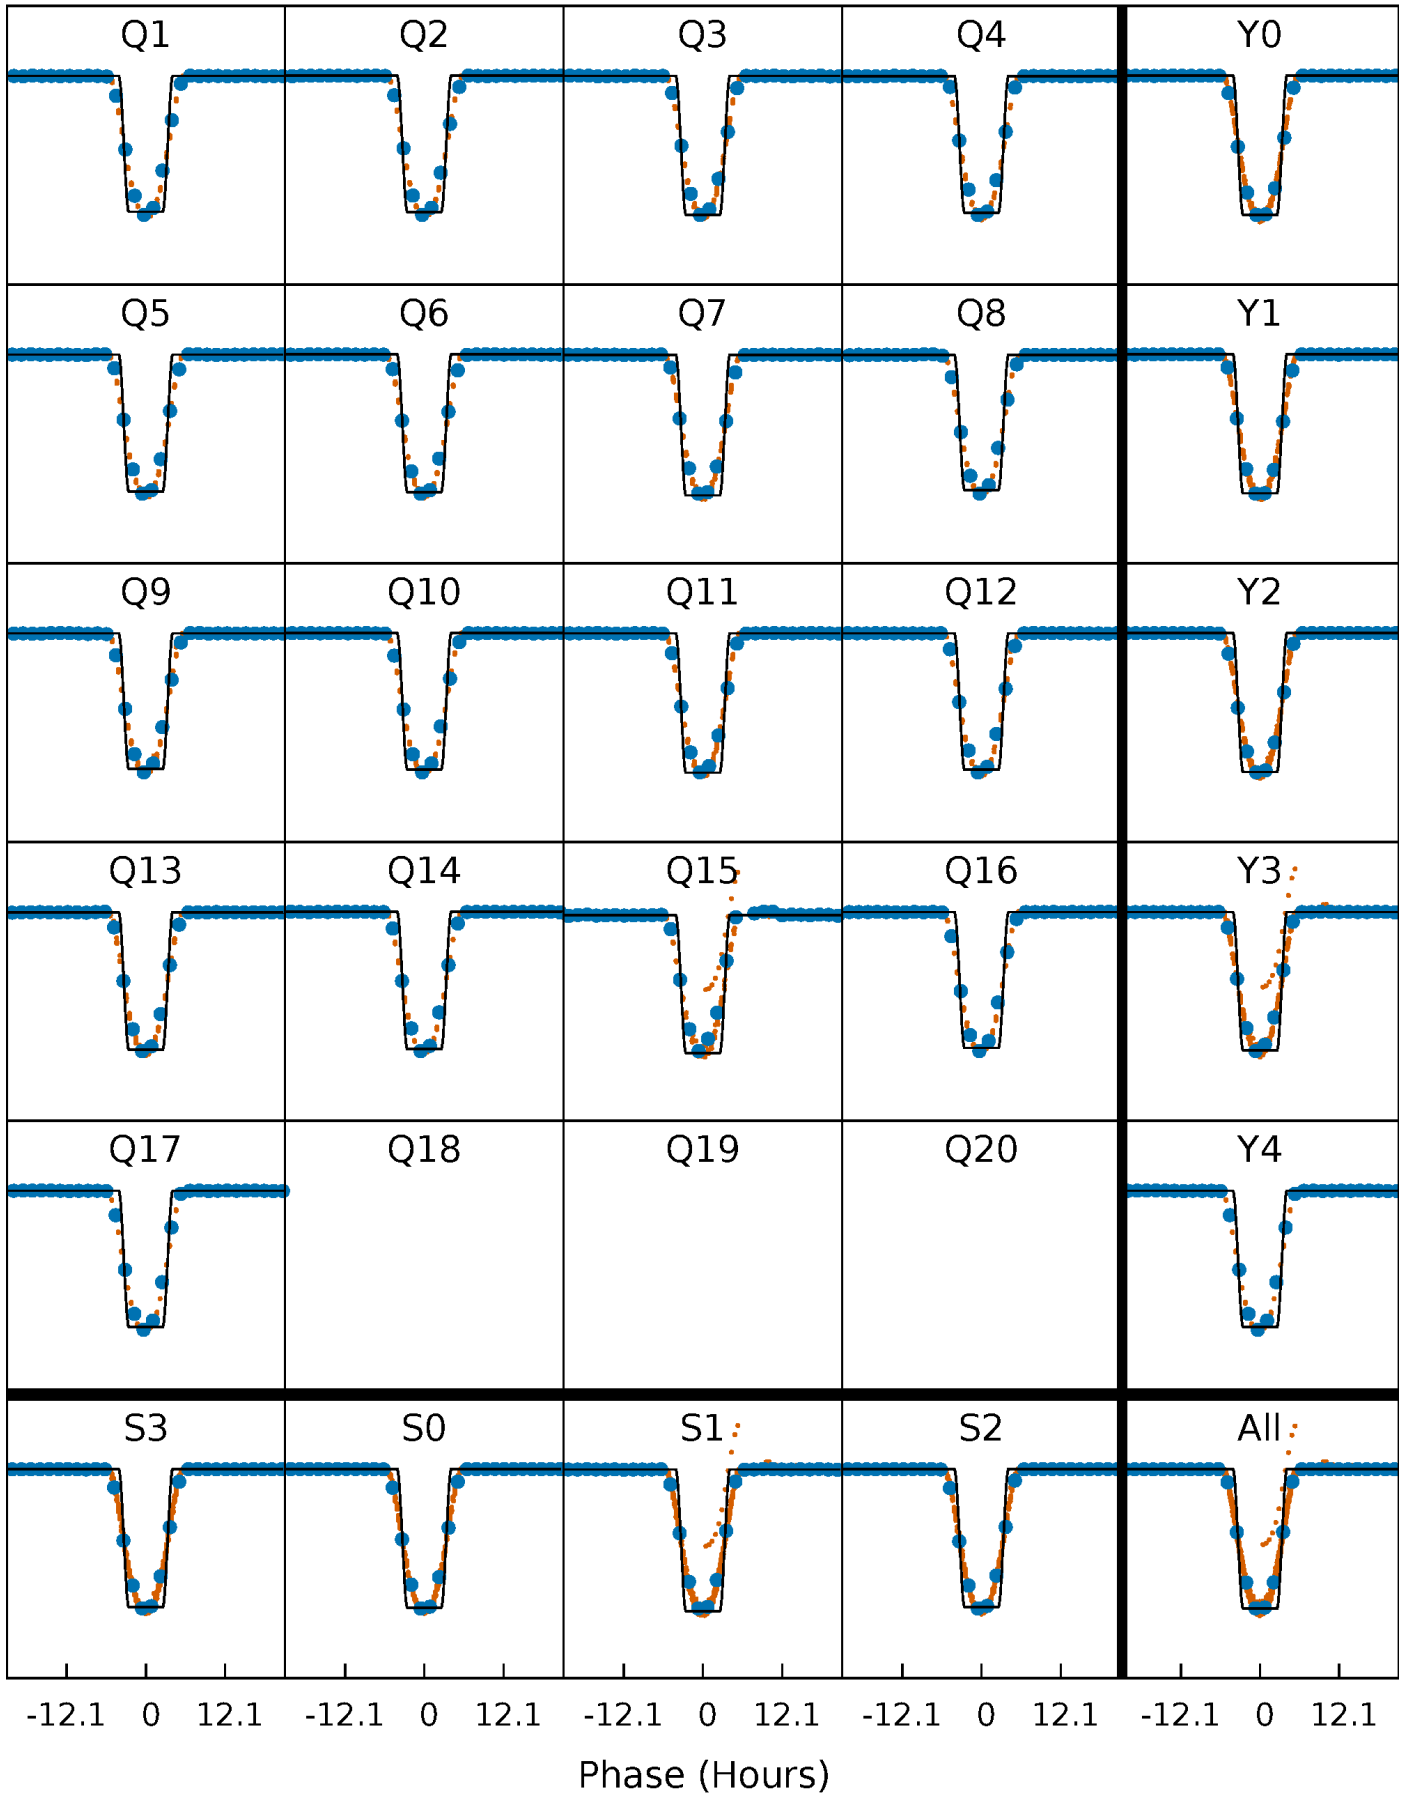 Q1 Q2 Q3 Q4 Y0
Q5 Q6 Q7 Q8 Y1
Q9 Q10 Q11 Q12 Y2
Q13 Q14 Q15 Q16 Y3
Q17 Q18 Q19 Q20 Y4
S3 S0 S1 S2 All
-12.1 0 12.1 -12.1 0 12.1 -12.1 0 12.1 -12.1 0 12.1 -12.1 0 12.1
Phase (Hours)